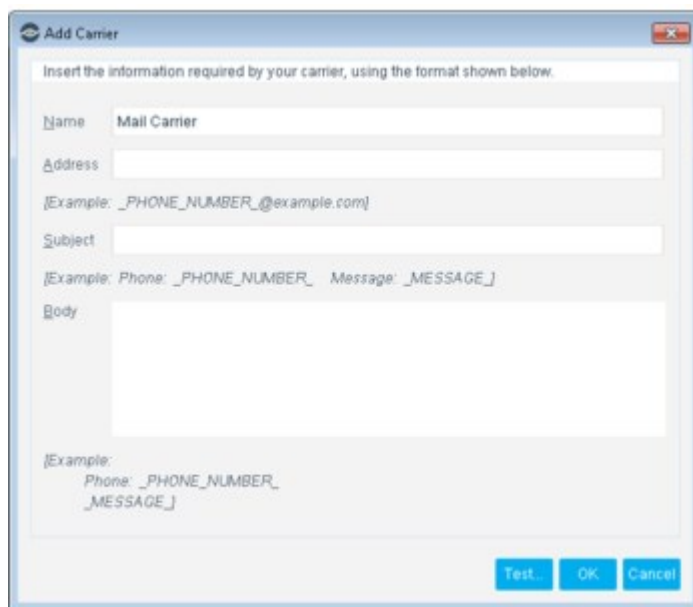 Add Carrier
Insert the information required by your carrier, using the format shown below.
Name Mail Carrier
Address
[Example: _PHONE_NUMBER_@example.com]
Subject
[Example: Phone: _PHONE_NUMBER_ Message: _MESSAGE_]
Body
[Example:
Phone: _PHONE_NUMBER_
_MESSAGE_]
Test... OK Cancel